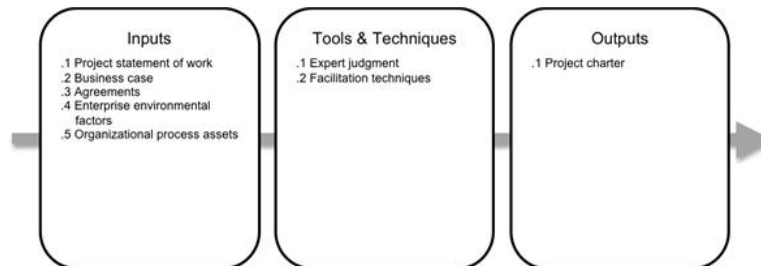 Inputs
.1 Project statement of work
.2 Business case
.3 Agreements
.4 Enterprise environmental
factors
.5 Organizational process assets
Tools & Techniques
.1 Expert judgment
.2 Facilitation techniques
Outputs
.1 Project charter